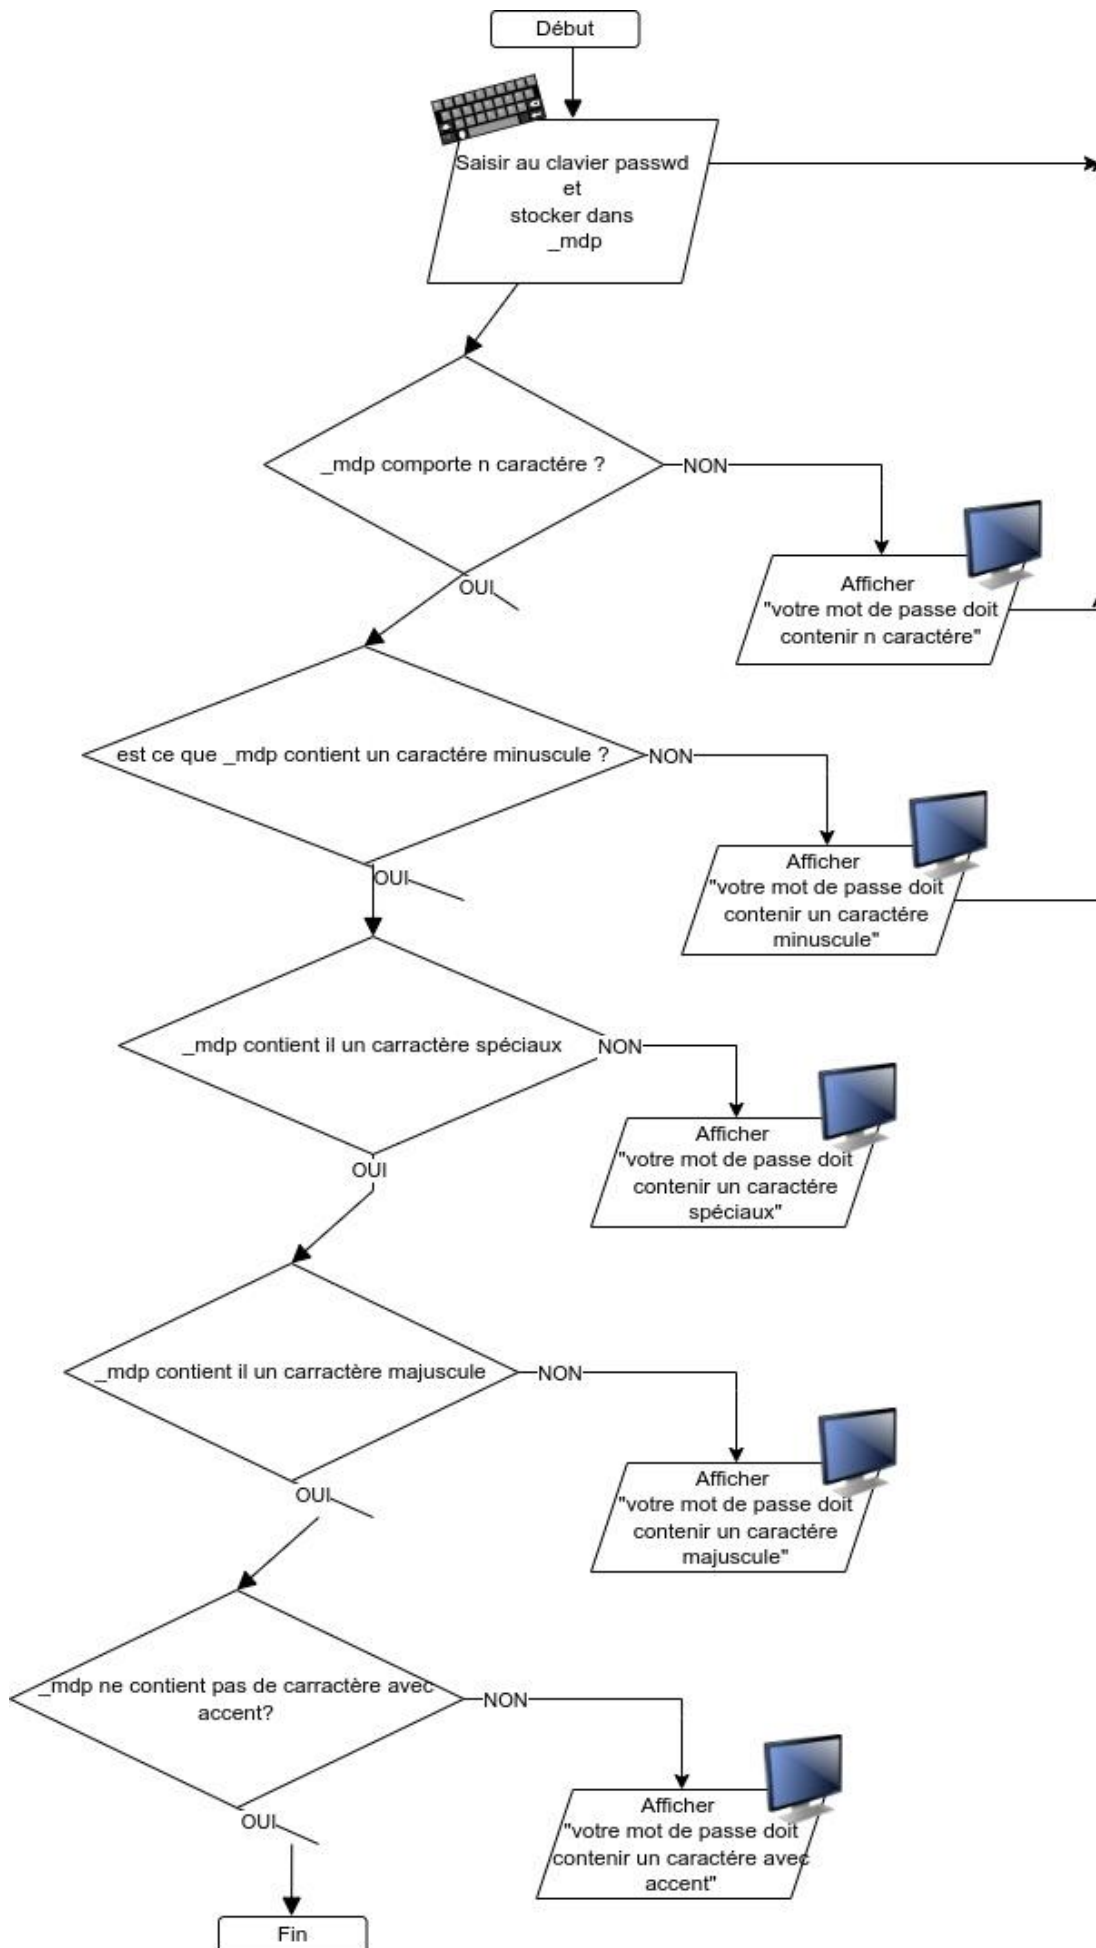 Début
Saisir au clavier passwd
et
stocker dans
_mdp
_mdp comporte n caractére ?
NON
Afficher
"votre mot de passe doit
contenir n caractére"
OUI
est ce que _mdp contient un caractére minuscule ?
NON
Afficher
"votre mot de passe doit
contenir un caractére
minuscule"
OUI
_mdp contient il un carractère spéciaux
NON
Afficher
"votre mot de passe doit
contenir un caractére
spéciaux"
OUI
_mdp contient il un carractère majuscule
NON
Afficher
"votre mot de passe doit
contenir un caractére
majuscule"
OUI
_mdp ne contient pas de carractère avec
accent?
NON
Afficher
"votre mot de passe doit
contenir un caractére avec
accent"
OUI
Fin